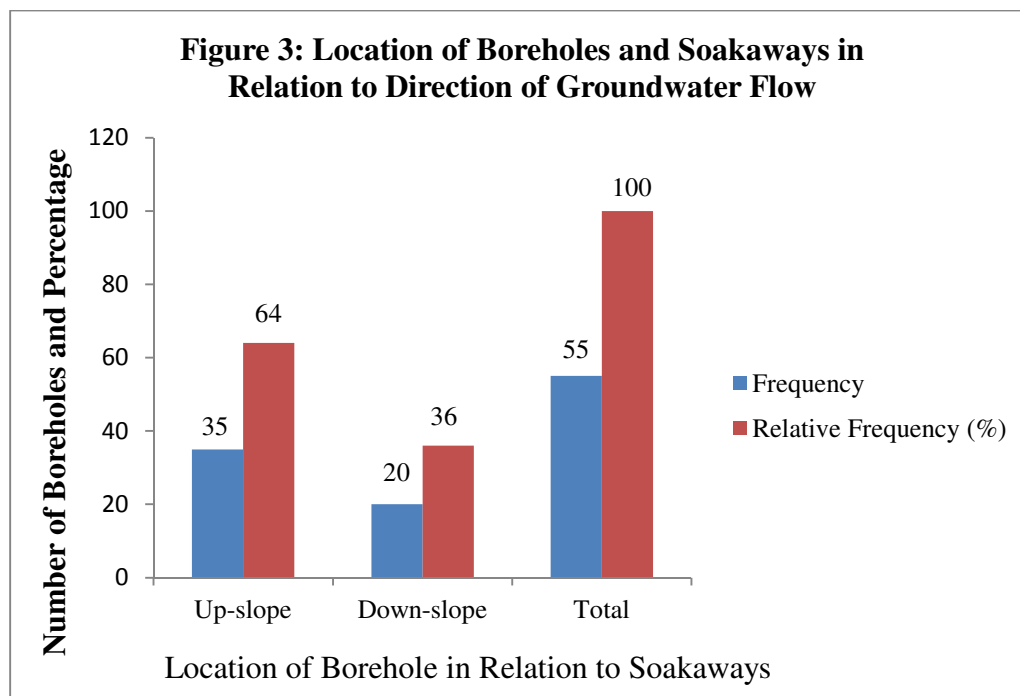 Figure 3: Location of Boreholes and Soakaways in
Relation to Direction of Groundwater Flow
Number of Boreholes and Percentage
120
100
80
60
40
20
0
35
64
20
36
55
100
Up-slope
Down-slope
Total
Location of Borehole in Relation to Soakaways
Frequency
Relative Frequency (%)